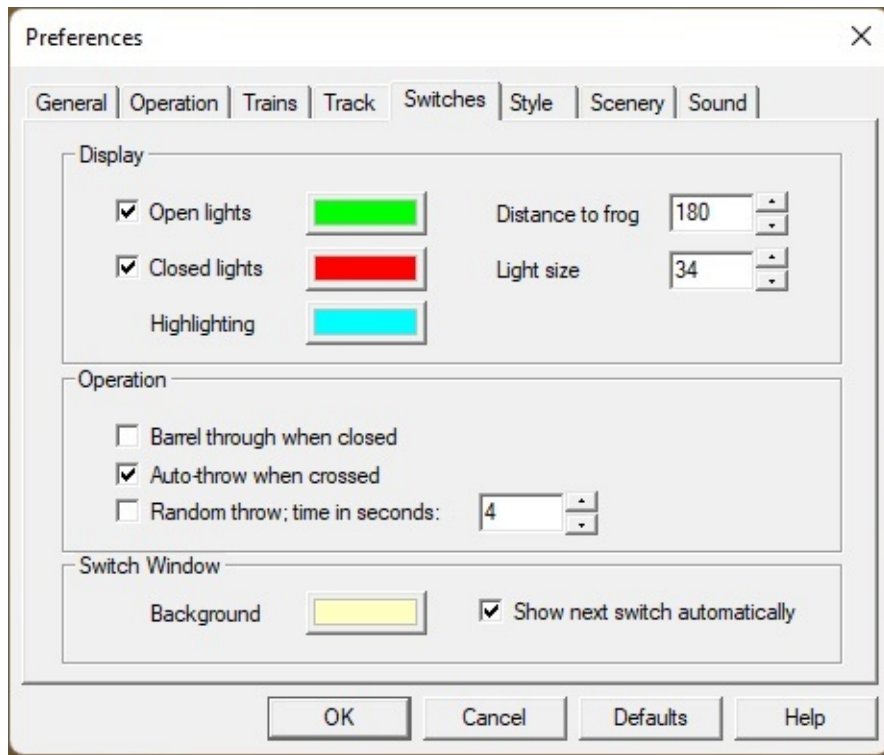 Preferences
General Operation Trains Track Switches Style Scenery Sound
Display
Open lights Distance to frog 180
Closed lights Light size 34
Highlighting
Operation
Barrel through when closed
Auto-throw when crossed
Random throw; time in seconds: 4
Switch Window
Background Show next switch automatically
OK Cancel Defaults Help